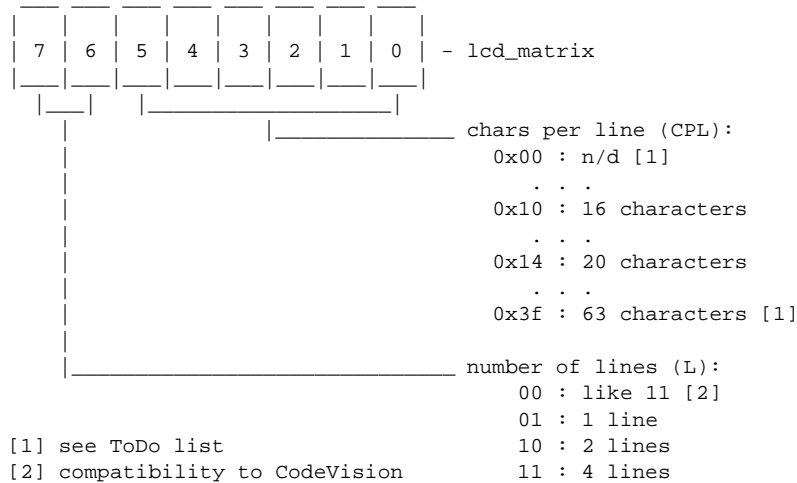 7 6 5 4 3 2 1 0 - lcd_matrix
chars per line (CPL):
0x00 : n/d [1]
. . .
0x10 : 16 characters
. . .
0x14 : 20 characters
. . .
0x3f : 63 characters [1]
number of lines (L):
00 : like 11 [2]
01 : 1 line
[1] see ToDo list 10 : 2 lines
[2] compatibility to CodeVision 11 : 4 lines